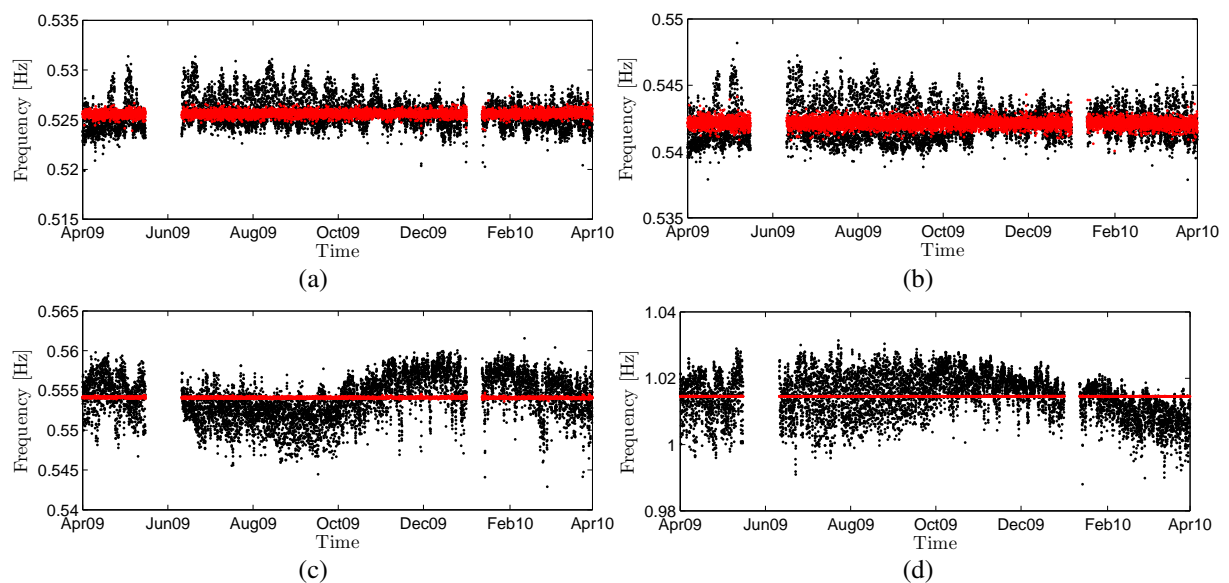 0.535
0.53
0.525
0.52
0.515
Frequency [Hz]
Apr09 Jun09 Aug09 Oct09 Dec09 Feb10 Apr10
Time
(a)
0.55
0.545
0.54
0.535
Frequency [Hz]
Apr09 Jun09 Aug09 Oct09 Dec09 Feb10 Apr10
Time
(b)
0.565
0.56
0.555
0.55
0.545
0.54
Frequency [Hz]
Apr09 Jun09 Aug09 Oct09 Dec09 Feb10 Apr10
Time
(c)
1.04
1.02
1
0.98
Frequency [Hz]
Apr09 Jun09 Aug09 Oct09 Dec09 Feb10 Apr10
Time
(d)